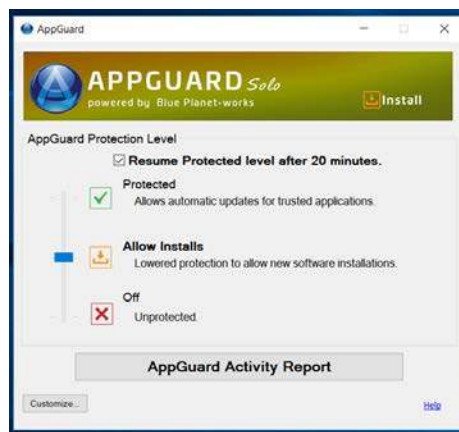 AppGuard
APPGUARD Solo
powered by Blue Planet-works
Install
AppGuard Protection Level
Resume Protected level after 20 minutes.
Protected
Allows automatic updates for trusted applications.
Allow Installs
Lowered protection to allow new software installations.
Off
Unprotected.
AppGuard Activity Report
Customize...
Help